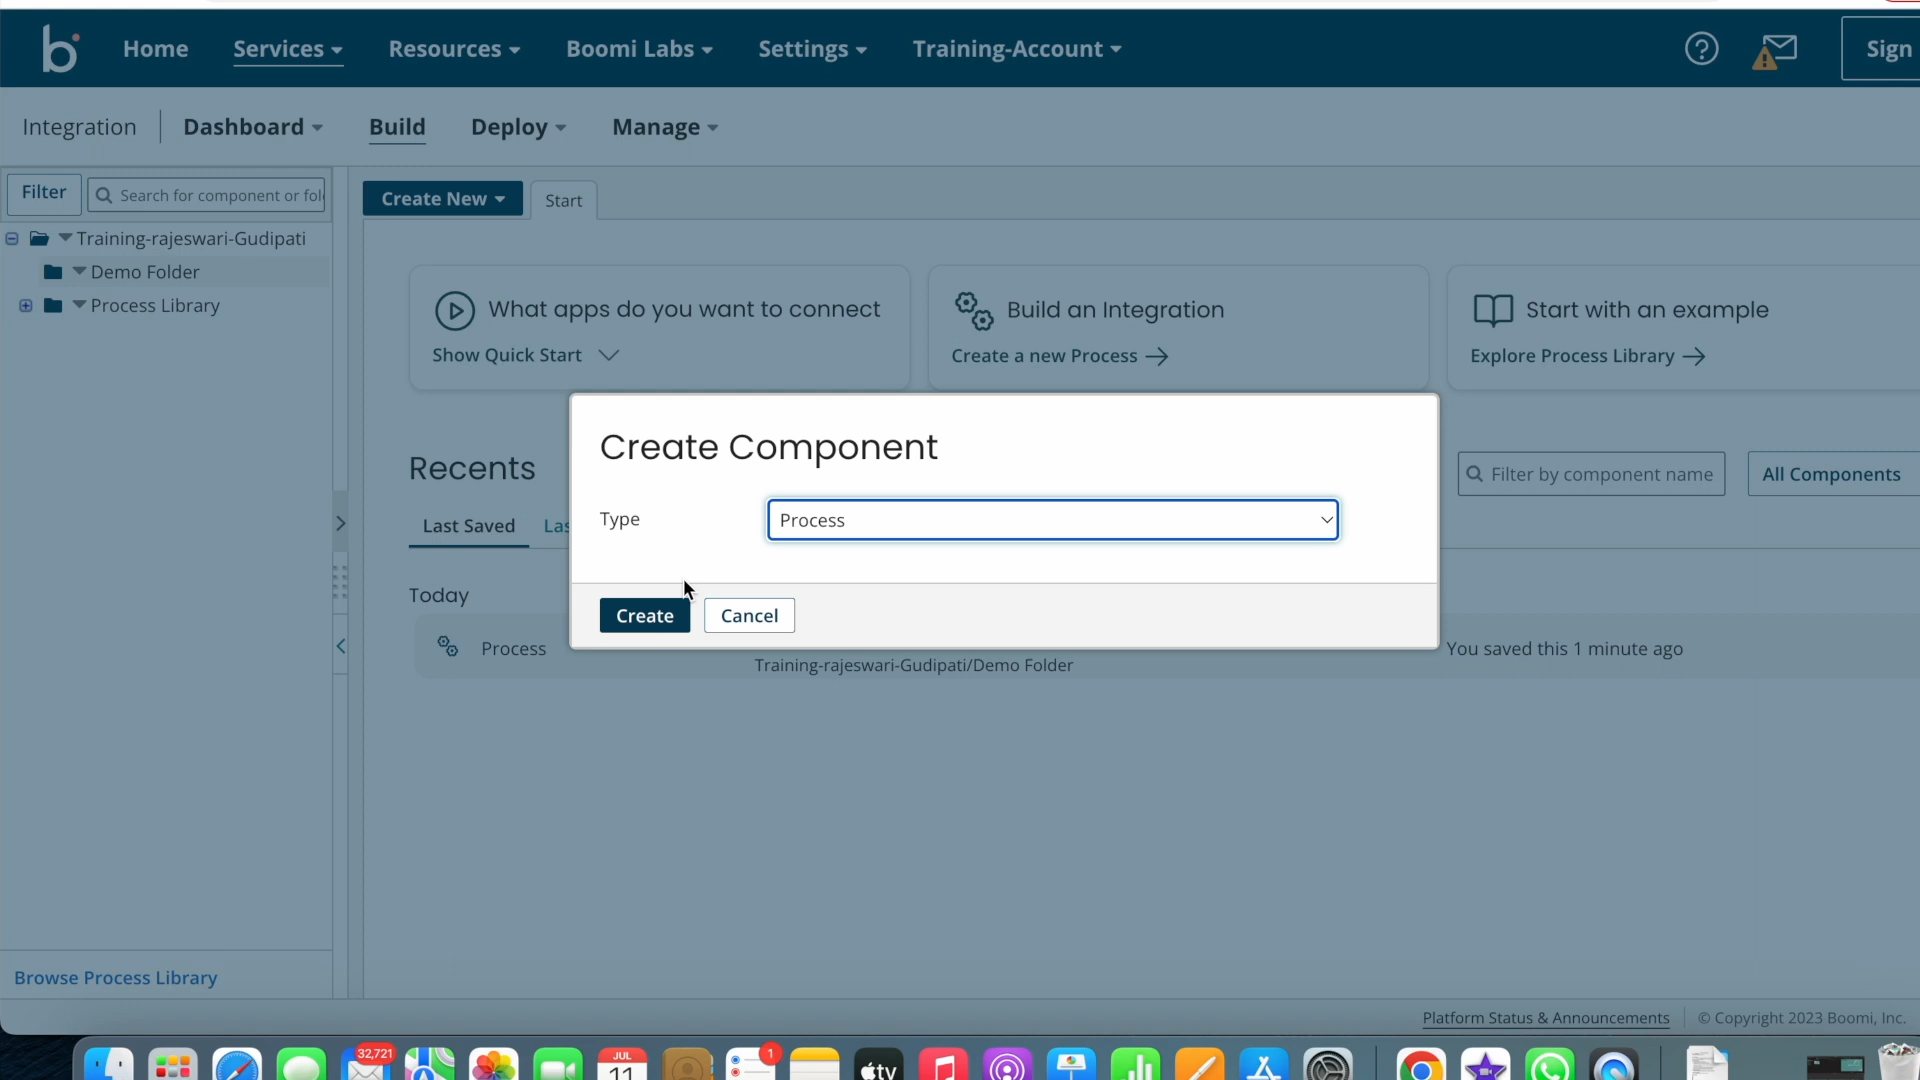 b Home Services Resources Boomi Labs Settings Training-Account Sign
Integration Dashboard Build Deploy Manage
Filter Search for component or fol
Create New Start
Training-rajeswari-Gudipati
Demo Folder
Process Library
What apps do you want to connect
Show Quick Start
Build an Integration
Create a new Process
Start with an example
Explore Process Library
Create Component
Type Process
Create Cancel
Recents
Filter by component name All Components
Last Saved Las
Today
Process You saved this 1 minute ago
Training-rajeswari-Gudipati/Demo Folder
Browse Process Library
Platform Status & Announcements © Copyright 2023 Boomi, Inc.
32,721 JUL 1
11 tv